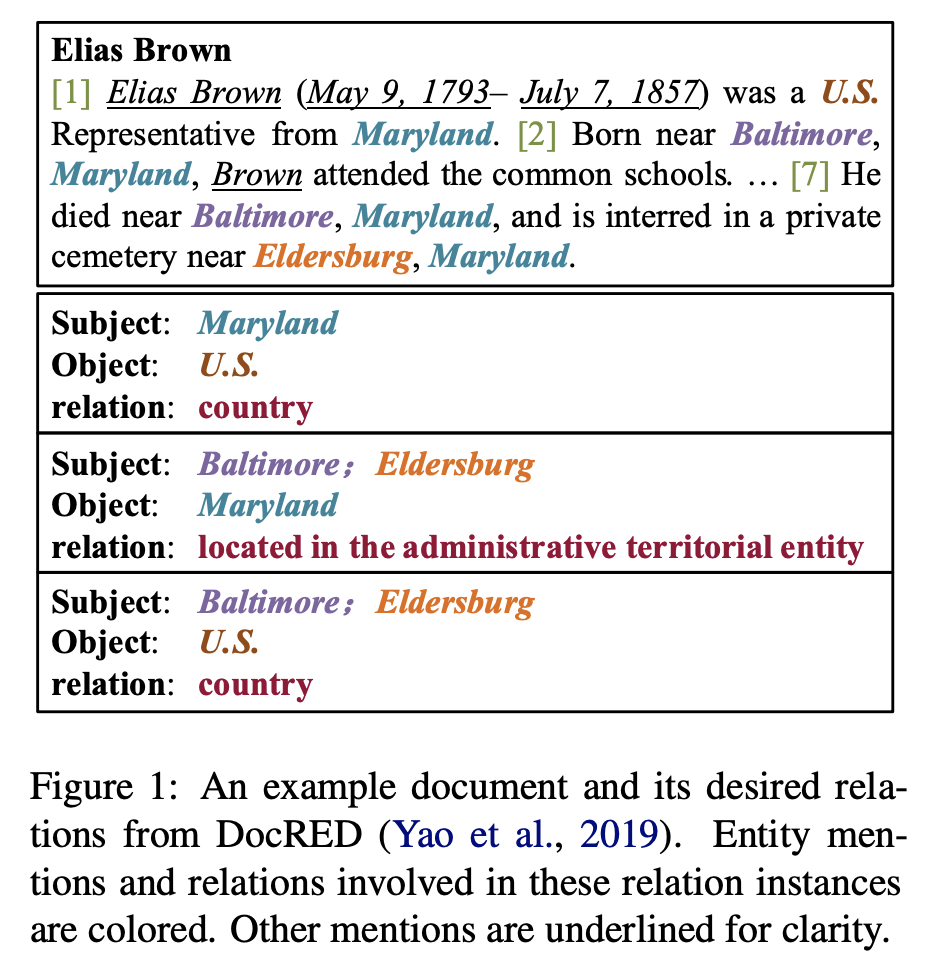 Elias Brown
[1] Elias Brown (May 9, 1793– July 7, 1857) was a U.S.
Representative from Maryland. [2] Born near Baltimore,
Maryland, Brown attended the common schools. … [7] He
died near Baltimore, Maryland, and is interred in a private
cemetery near Eldersburg, Maryland.
Subject: Maryland
Object: U.S.
relation: country
Subject: Baltimore; Eldersburg
Object: Maryland
relation: located in the administrative territorial entity
Subject: Baltimore; Eldersburg
Object: U.S.
relation: country
Figure 1: An example document and its desired rela-
tions from DocRED (Yao et al., 2019). Entity men-
tions and relations involved in these relation instances
are colored. Other mentions are underlined for clarity.